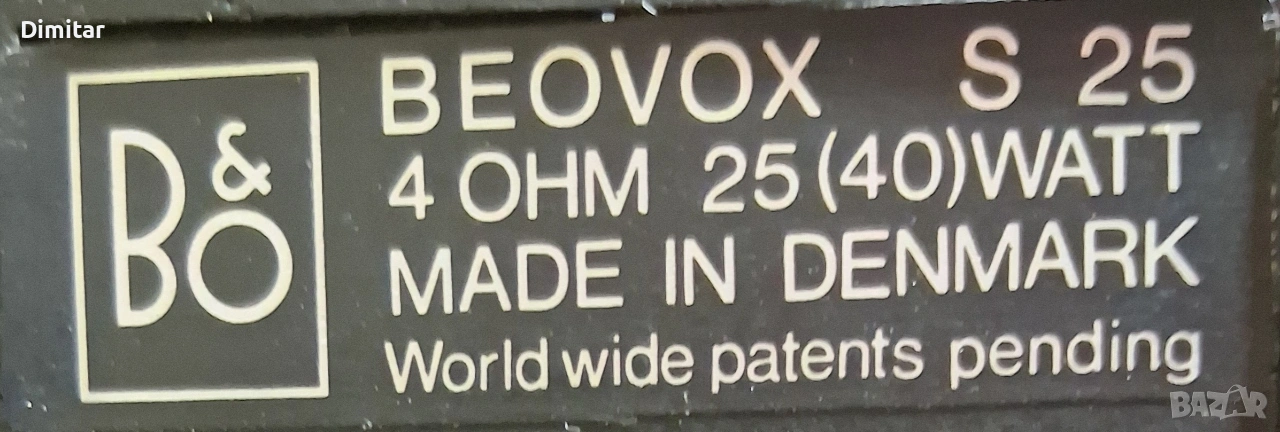 Dimitar
B&O
BEOVOX S 25
4 OHM 25 (40) WATT
MADE IN DENMARK
World wide patents pending
BAZAR